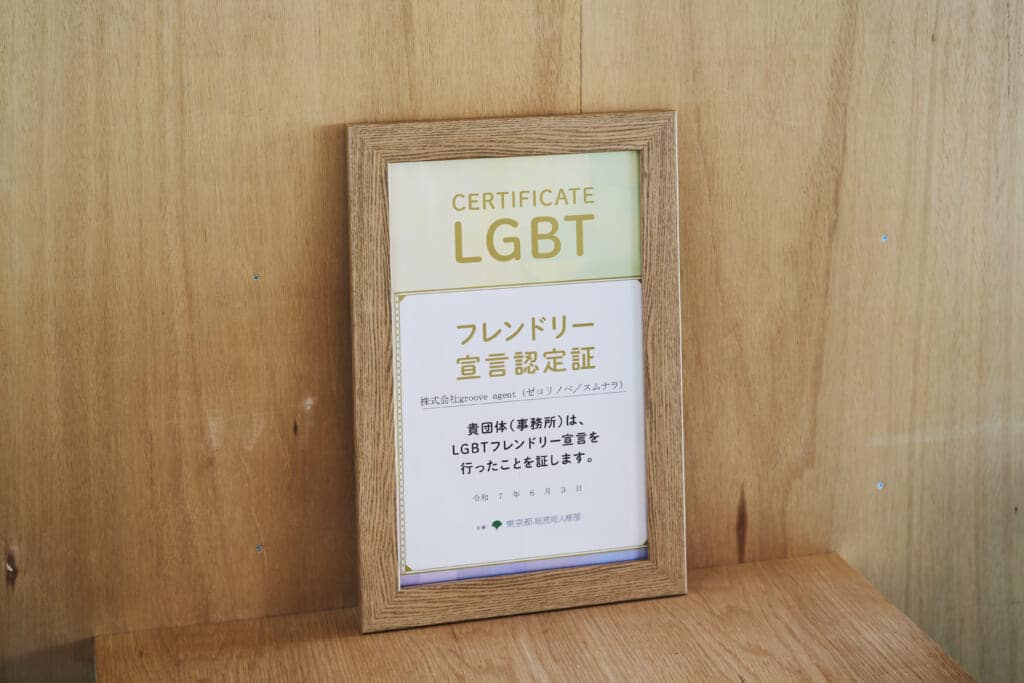 CERTIFICATE
LGBT
フレンドリー
宣言認定証
株式会社groove agent (ゼロリノベ／スムナラ)
貴団体(事務所)は、
LGBTフレンドリー宣言を
行ったことを証します。
令和 7 年 6 月 3 日
主催 東京都 総務局人権部